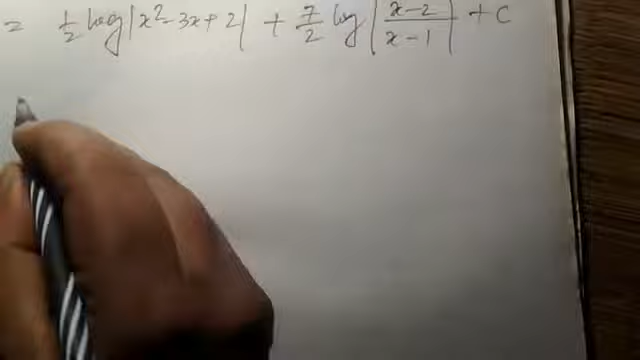 = 1/2 log|x² - 3x + 2| + 7/2 log|(x-2)/(x-1)| + C